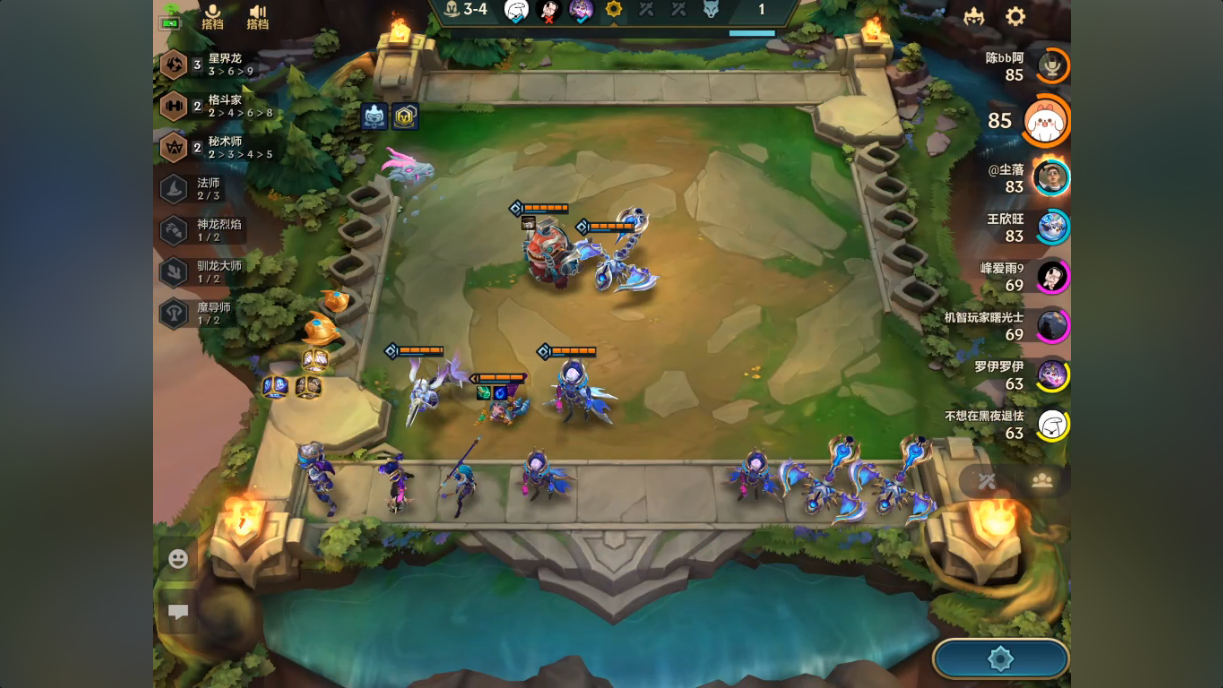 搭档
搭档
3-4
1
3 星界龙
3 > 6 > 9
2 格斗家
2 > 4 > 6 > 8
2 秘术师
2 > 3 > 4 > 5
法师
2 / 3
神龙烈焰
1 / 2
驯龙大师
1 / 2
魔导师
1 / 2
陈bb阿
85
85
@尘落
83
王欣旺
83
峰爱雨9
69
机智玩家曙光士
69
罗伊罗伊
63
不想在黑夜退怯
63